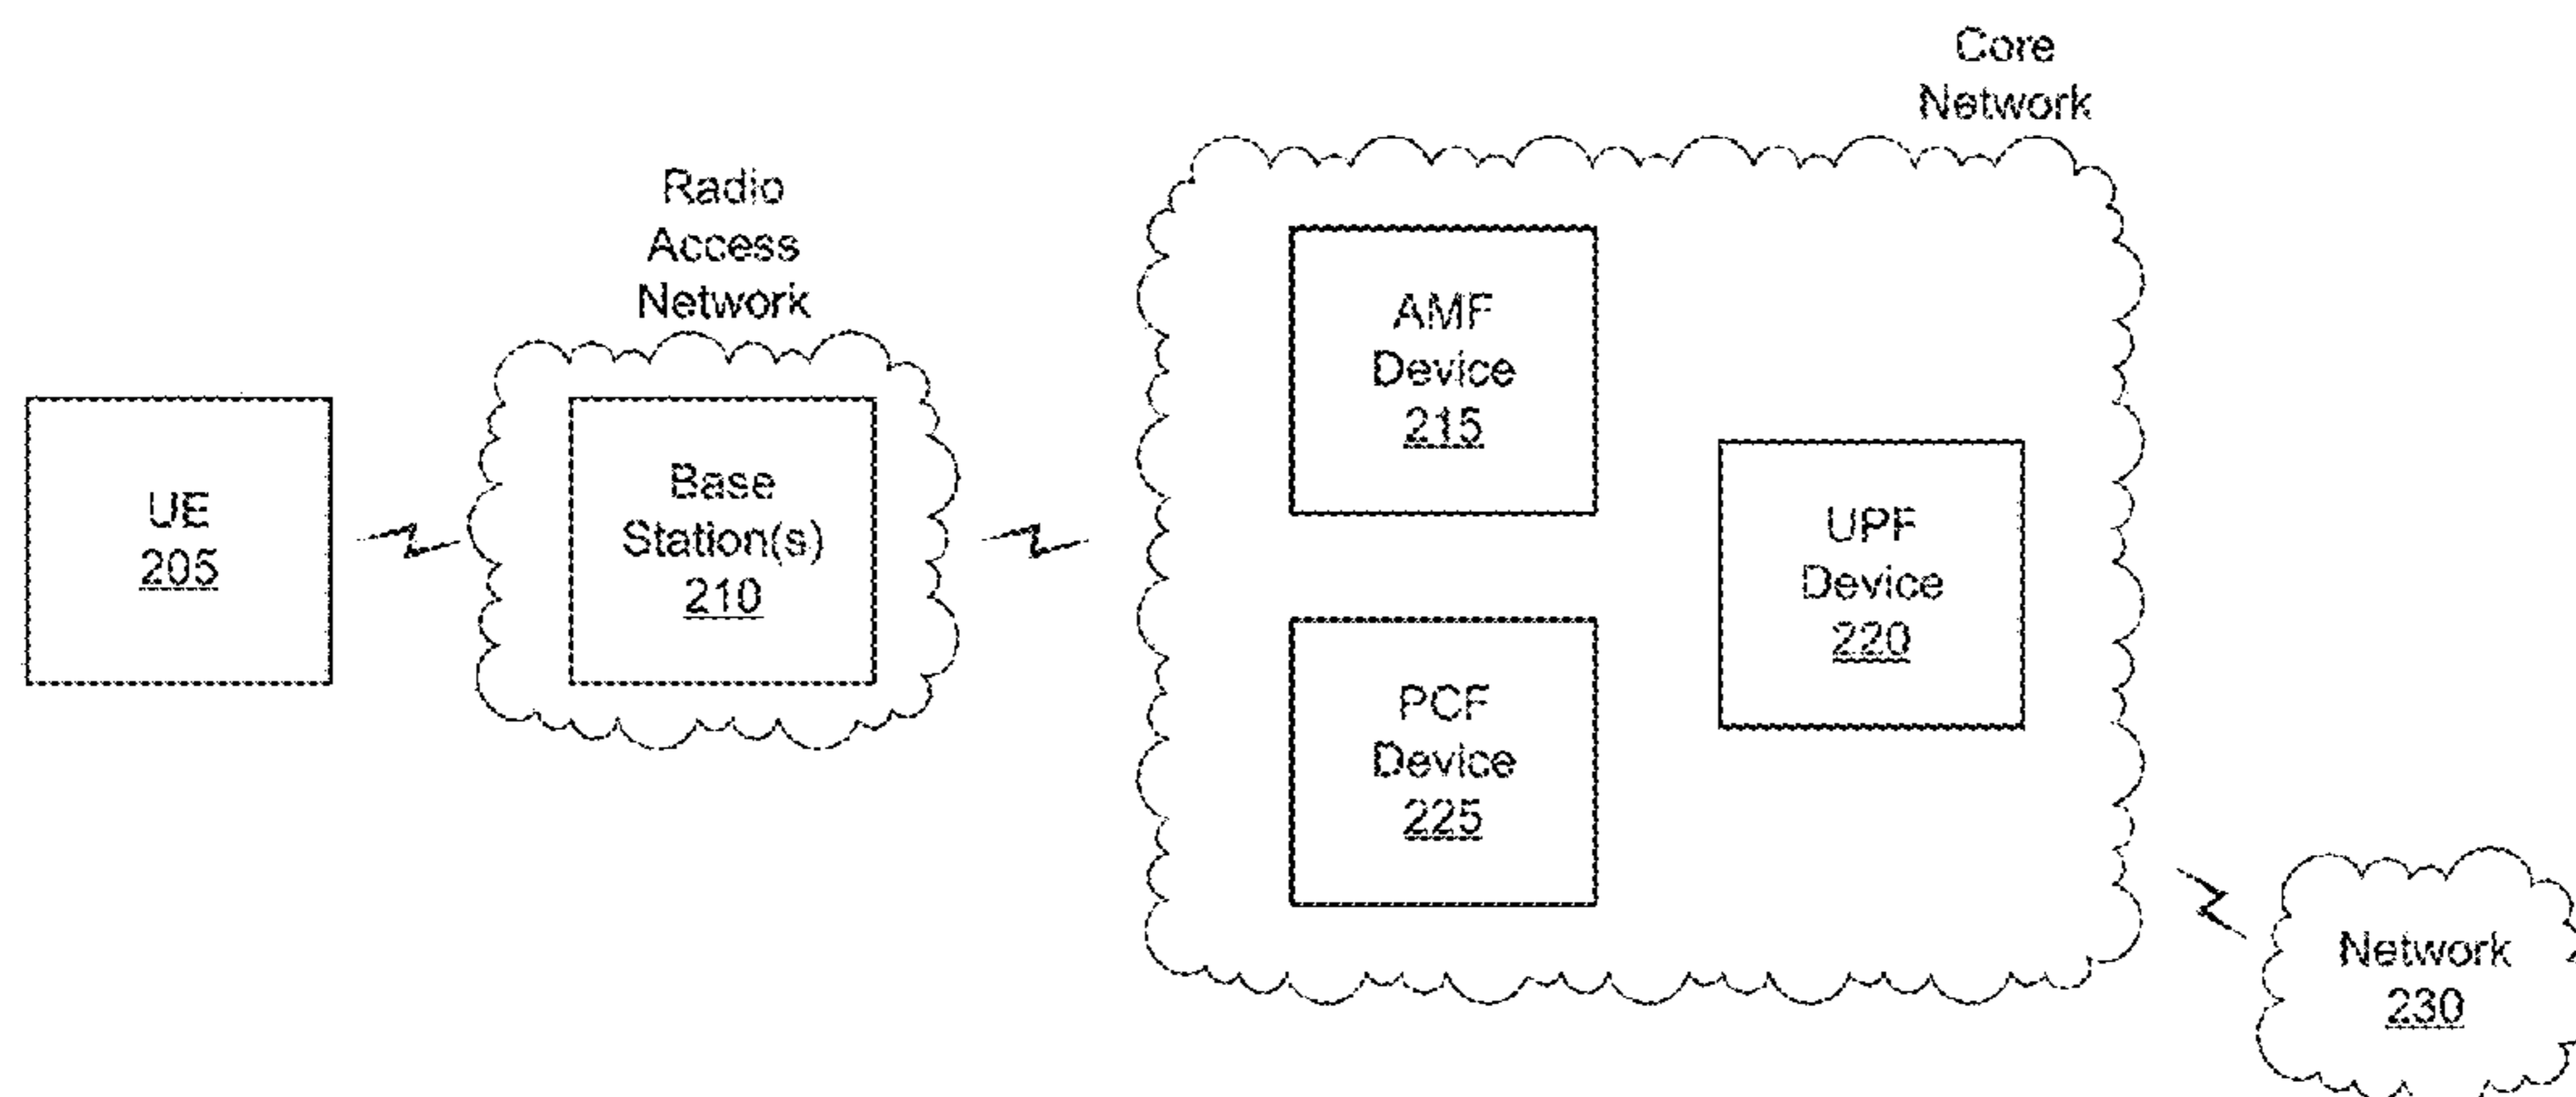 Core
Network
Radio
Access
Network
UE
205
Base
Station(s)
210
AMF
Device
215
UPF
Device
220
PCF
Device
225
Network
230